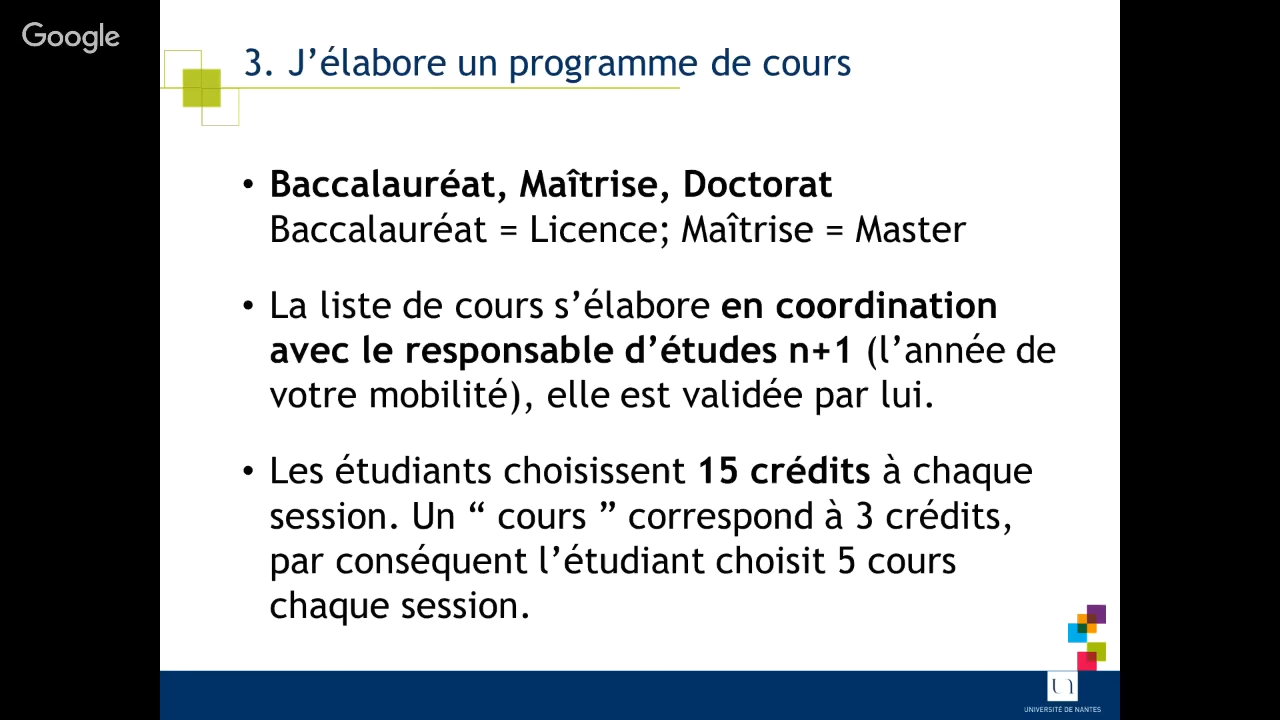 Google
3. J’élabore un programme de cours
• Baccalauréat, Maîtrise, Doctorat
Baccalauréat = Licence; Maîtrise = Master
• La liste de cours s’élabore en coordination
avec le responsable d’études n+1 (l’année de
votre mobilité), elle est validée par lui.
• Les étudiants choisissent 15 crédits à chaque
session. Un “ cours ” correspond à 3 crédits,
par conséquent l’étudiant choisit 5 cours
chaque session.
UNIVERSITÉ DE NANTES